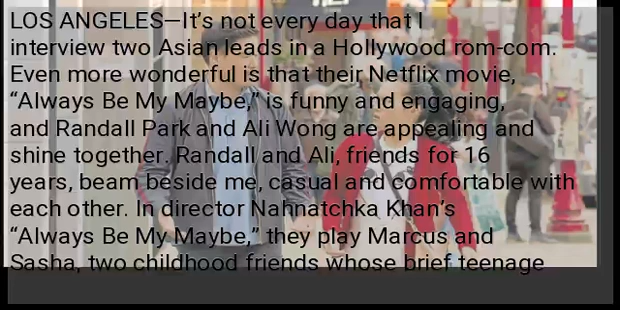 LOS ANGELES—It’s not every day that I
interview two Asian leads in a Hollywood rom-com.
Even more wonderful is that their Netflix movie,
“Always Be My Maybe,” is funny and engaging,
and Randall Park and Ali Wong are appealing and
shine together. Randall and Ali, friends for 16
years, beam beside me, casual and comfortable with
each other. In director Nahnatchka Khan’s
“Always Be My Maybe,” they play Marcus and
Sasha, two childhood friends whose brief teenage